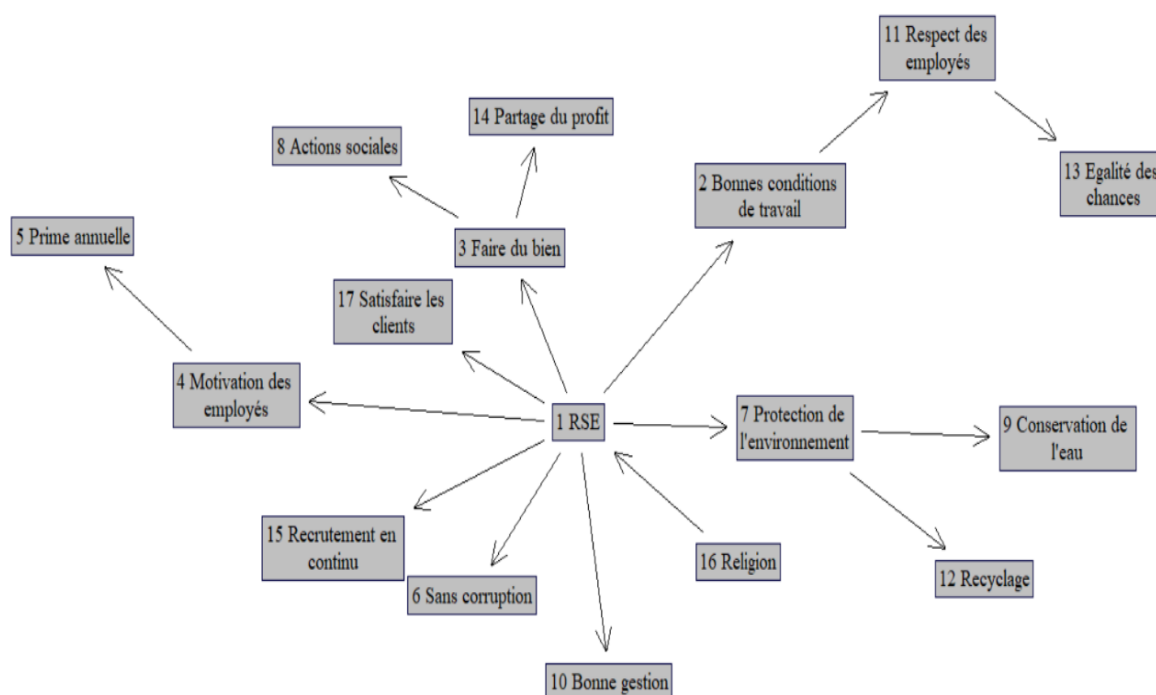 11 Respect des
employés
14 Partage du profit
8 Actions sociales
2 Bonnes conditions
de travail
13 Egalité des
chances
5 Prime annuelle
3 Faire du bien
17 Satisfaire les
clients
4 Motivation des
employés
1 RSE
7 Protection de
l'environnement
9 Conservation de
l'eau
15 Recrutement en
continu
6 Sans corruption
16 Religion
12 Recyclage
10 Bonne gestion